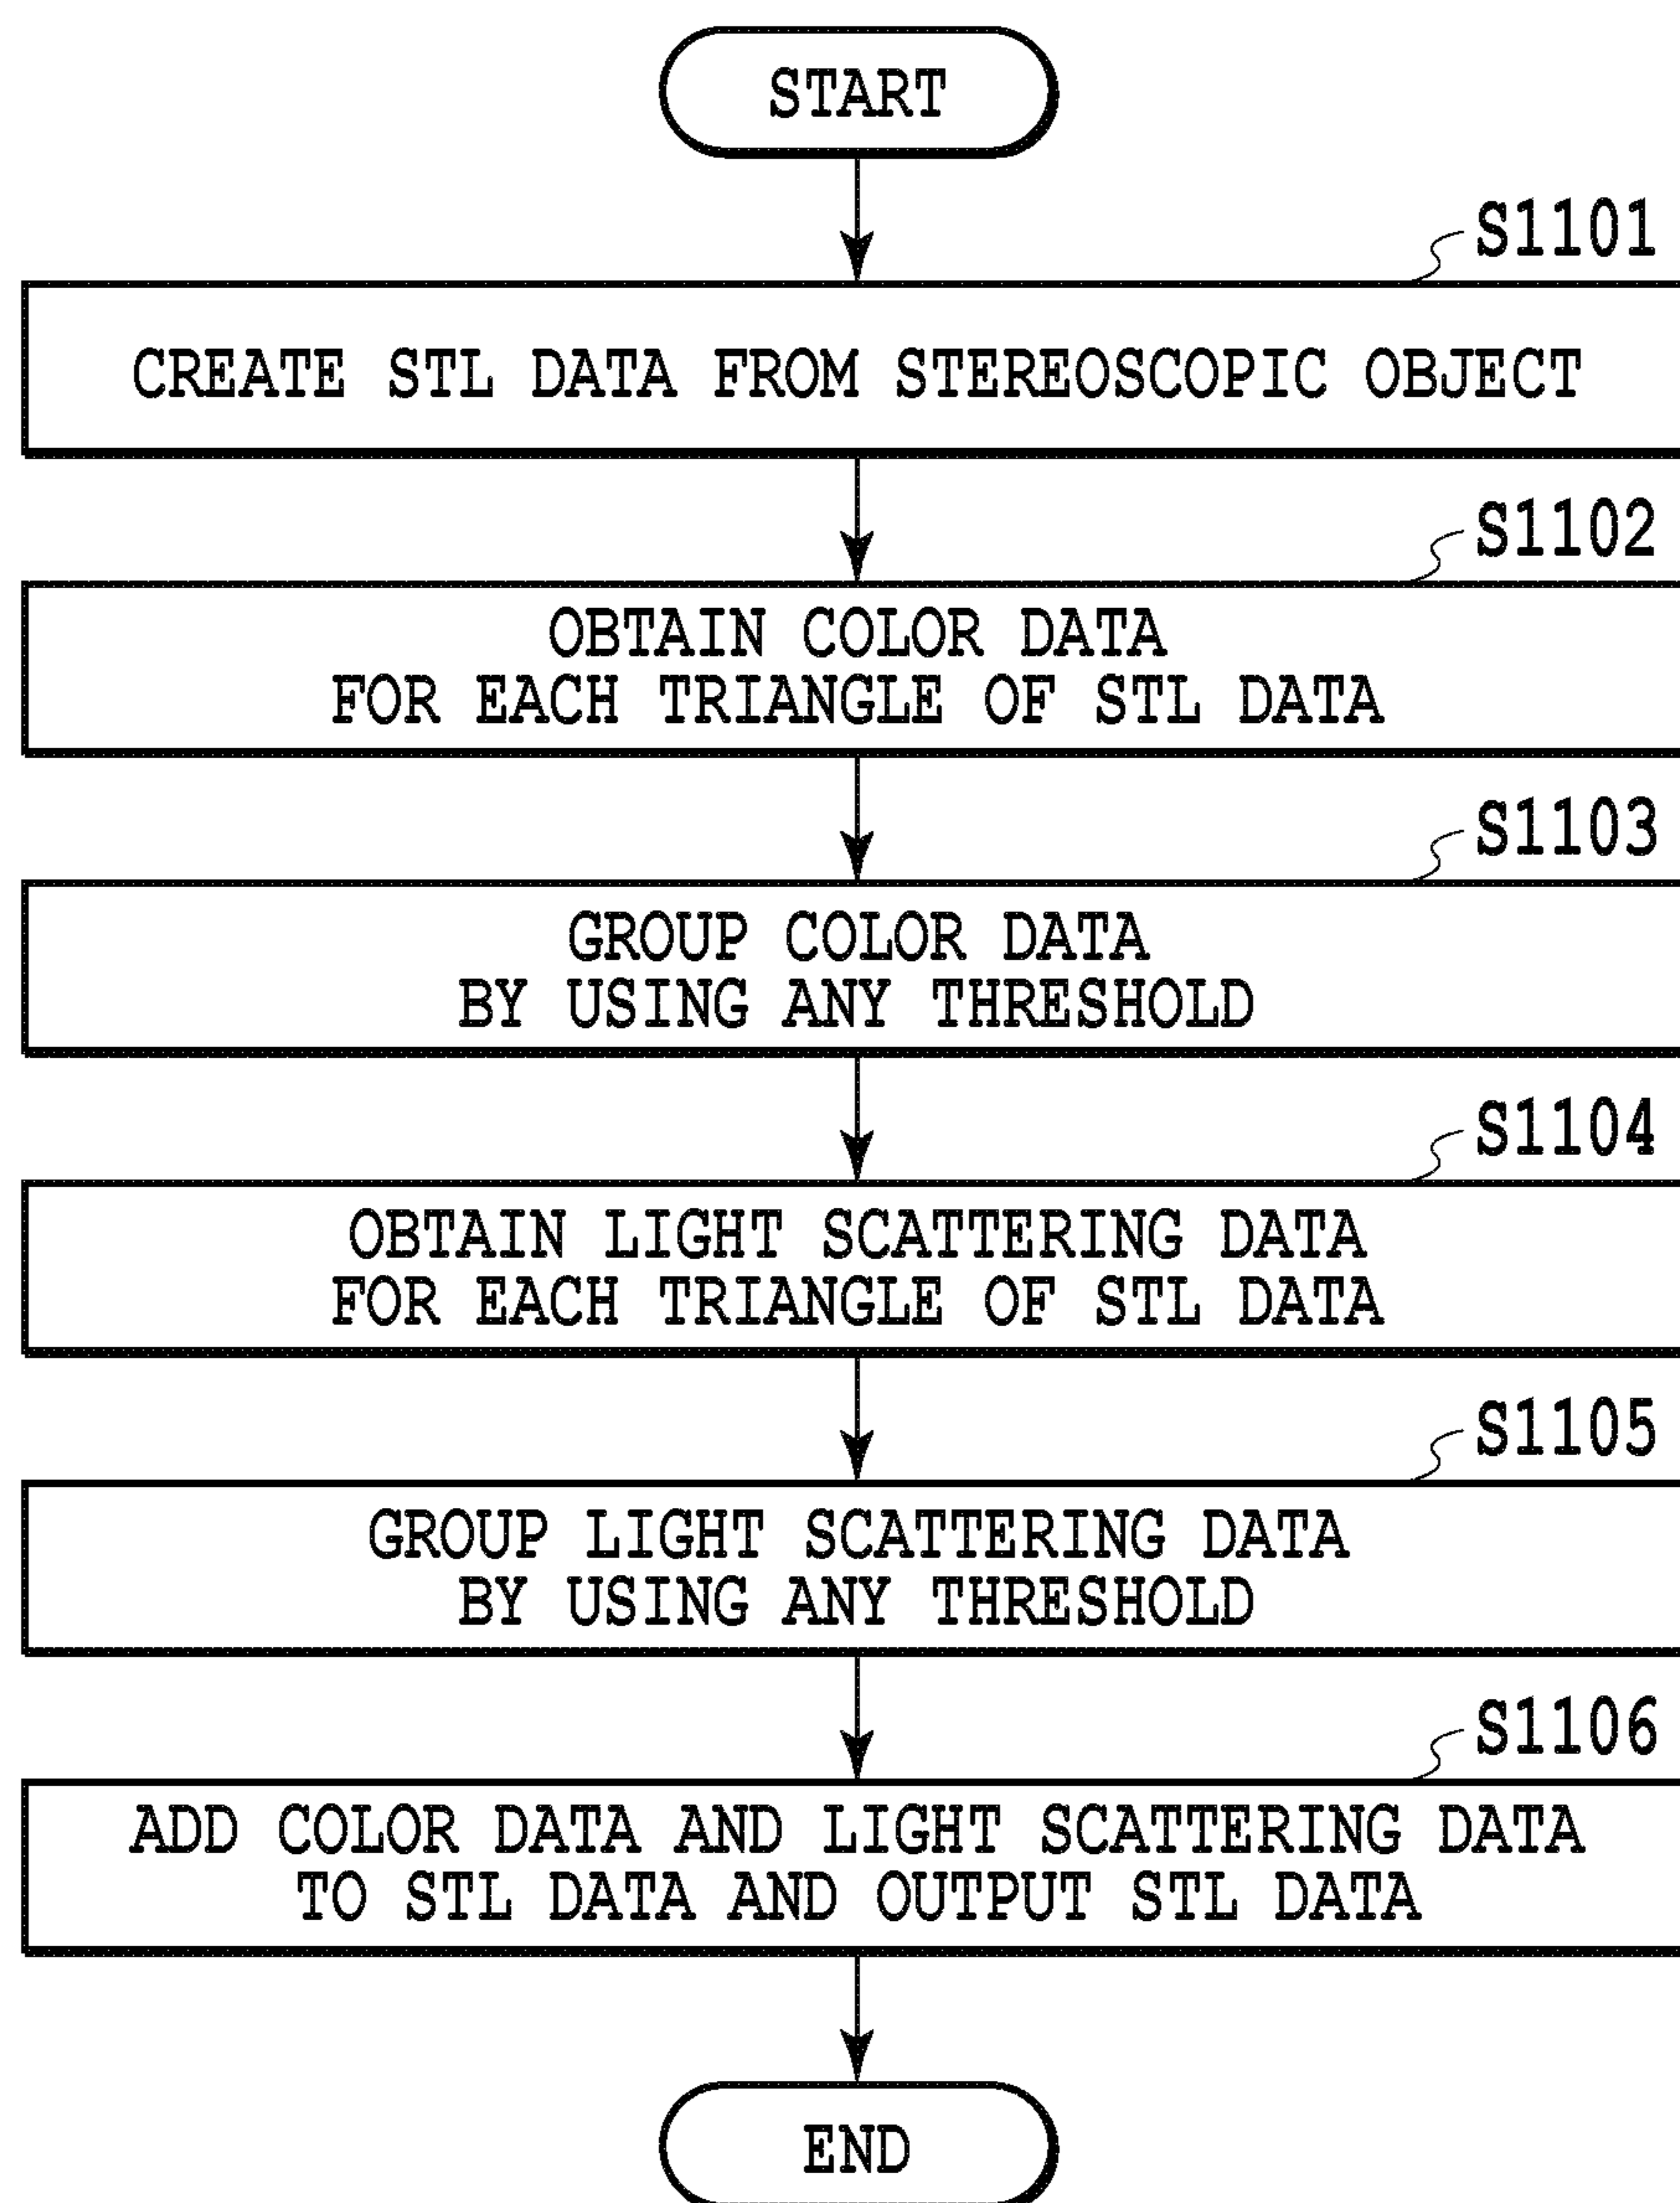 START
S1101
CREATE STL DATA FROM STEREOSCOPIC OBJECT
S1102
OBTAIN COLOR DATA
FOR EACH TRIANGLE OF STL DATA
S1103
GROUP COLOR DATA
BY USING ANY THRESHOLD
S1104
OBTAIN LIGHT SCATTERING DATA
FOR EACH TRIANGLE OF STL DATA
S1105
GROUP LIGHT SCATTERING DATA
BY USING ANY THRESHOLD
S1106
ADD COLOR DATA AND LIGHT SCATTERING DATA
TO STL DATA AND OUTPUT STL DATA
END